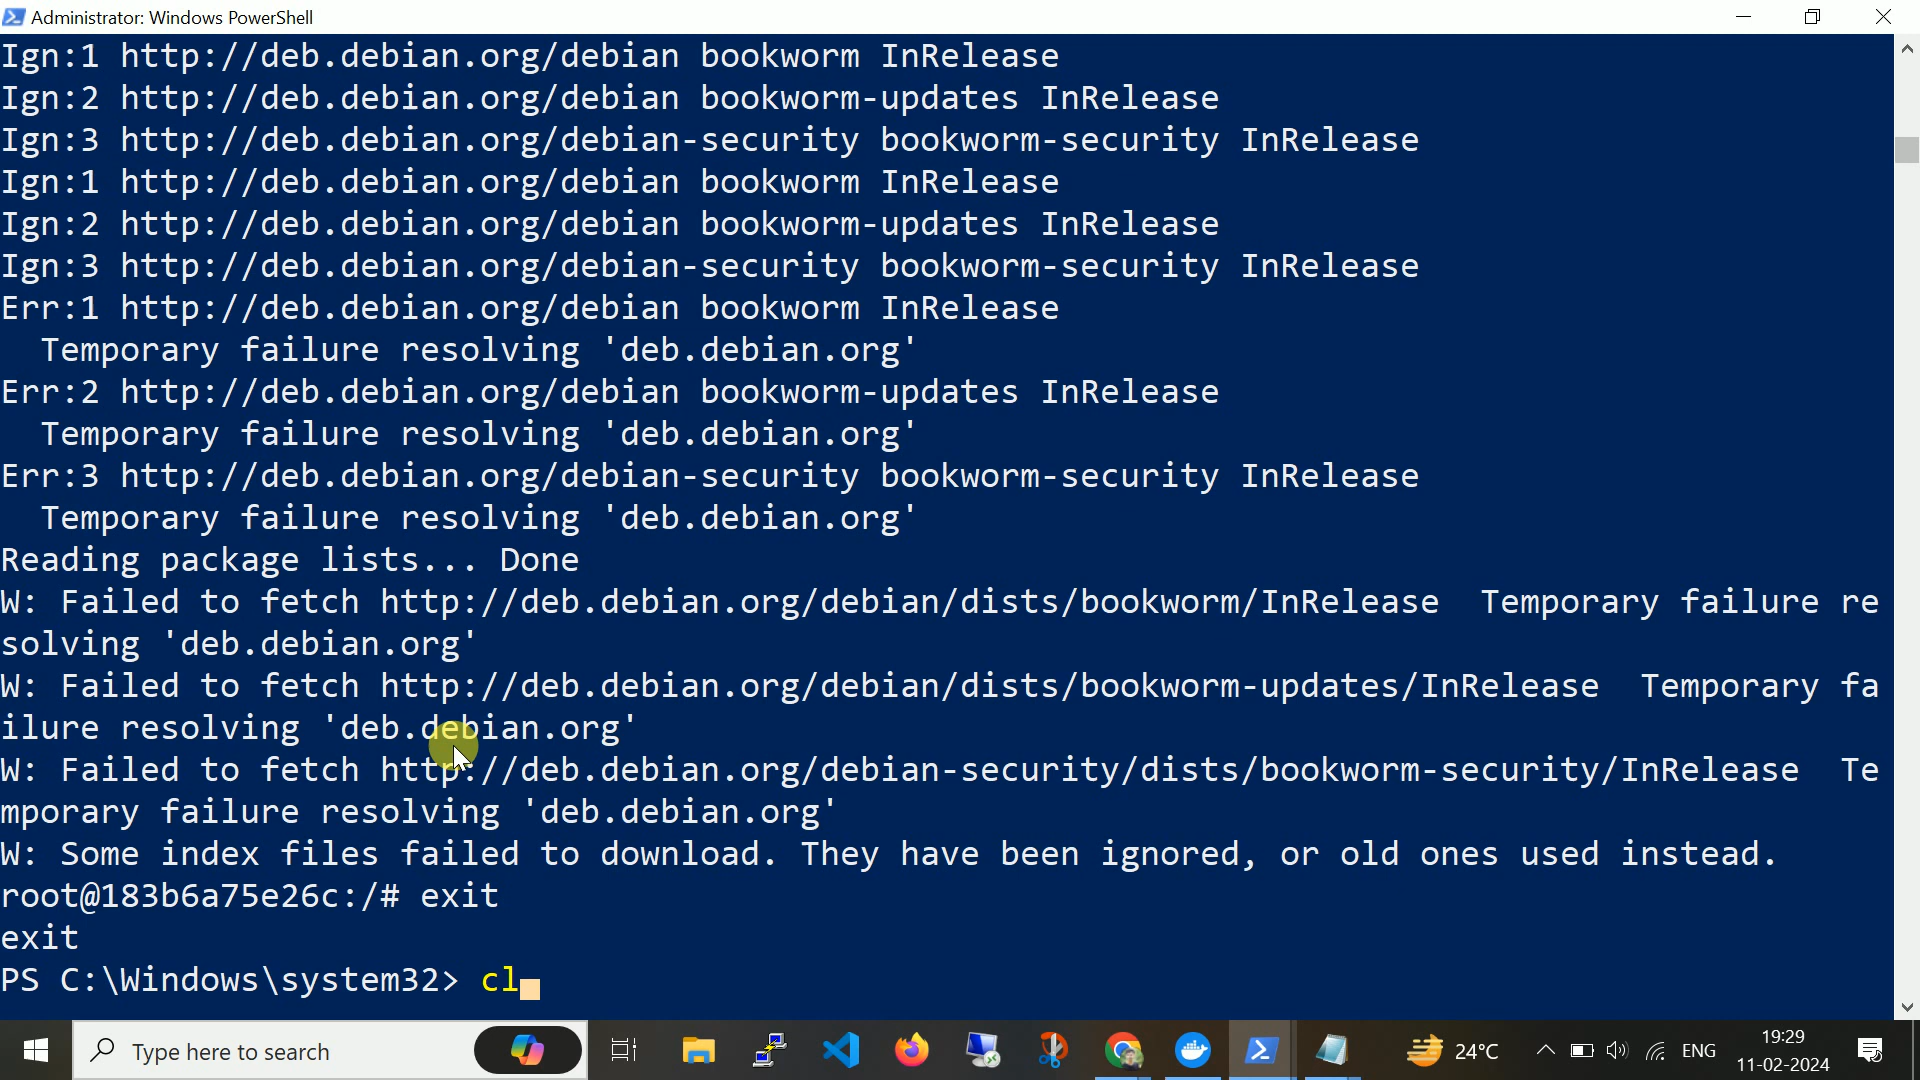 Administrator: Windows PowerShell
Ign:1 http://deb.debian.org/debian bookworm InRelease
Ign:2 http://deb.debian.org/debian bookworm-updates InRelease
Ign:3 http://deb.debian.org/debian-security bookworm-security InRelease
Ign:1 http://deb.debian.org/debian bookworm InRelease
Ign:2 http://deb.debian.org/debian bookworm-updates InRelease
Ign:3 http://deb.debian.org/debian-security bookworm-security InRelease
Err:1 http://deb.debian.org/debian bookworm InRelease
  Temporary failure resolving 'deb.debian.org'
Err:2 http://deb.debian.org/debian bookworm-updates InRelease
  Temporary failure resolving 'deb.debian.org'
Err:3 http://deb.debian.org/debian-security bookworm-security InRelease
  Temporary failure resolving 'deb.debian.org'
Reading package lists... Done
W: Failed to fetch http://deb.debian.org/debian/dists/bookworm/InRelease  Temporary failure re
solving 'deb.debian.org'
W: Failed to fetch http://deb.debian.org/debian/dists/bookworm-updates/InRelease  Temporary fa
ilure resolving 'deb.debian.org'
W: Failed to fetch http://deb.debian.org/debian-security/dists/bookworm-security/InRelease  Te
mporary failure resolving 'deb.debian.org'
W: Some index files failed to download. They have been ignored, or old ones used instead.
root@183b6a75e26c:/# exit
exit
PS C:\Windows\system32> cl
Type here to search
24°C
ENG
19:29
11-02-2024